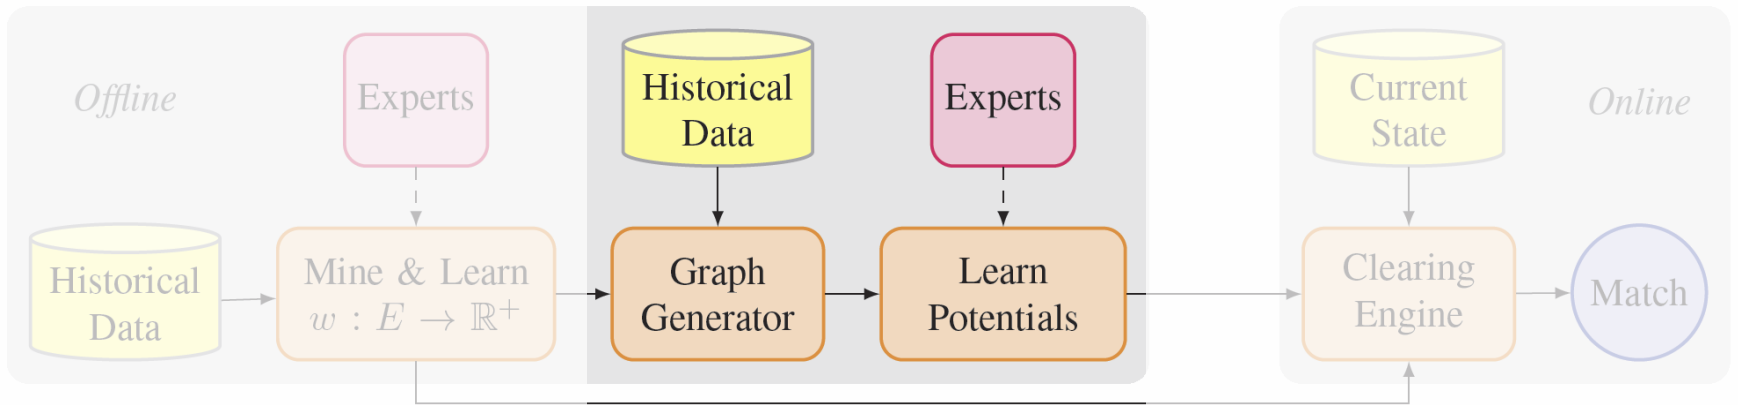 Offline
Experts
Historical
Data
Experts
Current
State
Online
Historical
Data
Mine & Learn
w : E → ℝ⁺
Graph
Generator
Learn
Potentials
Clearing
Engine
Match